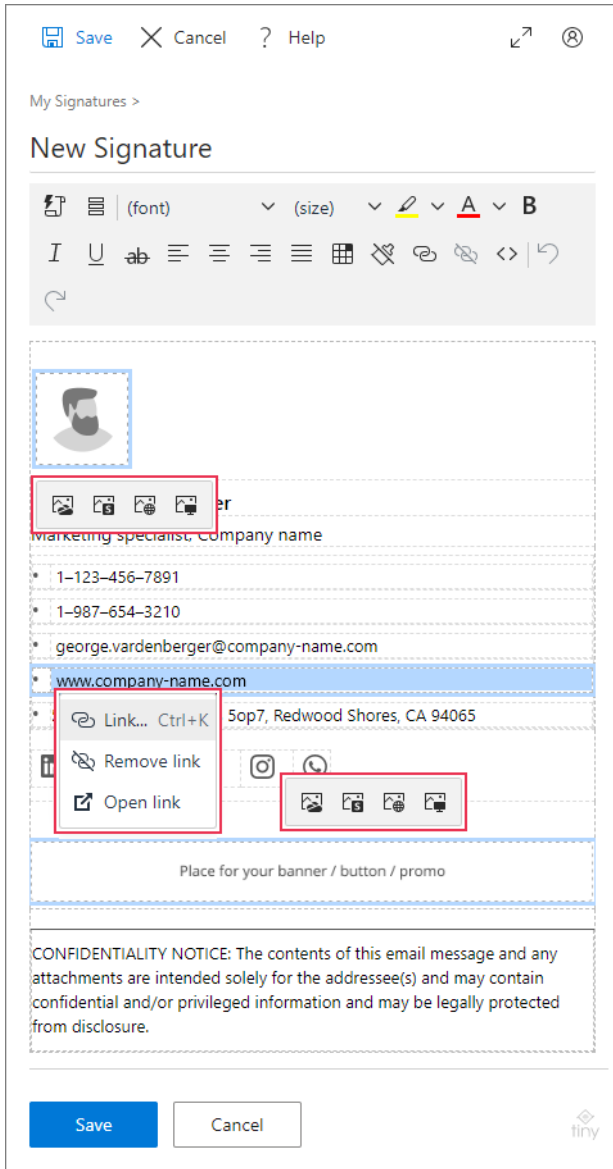 Save Cancel ? Help
My Signatures >
New Signature
(font) (size) A B
I U ab <>
er
Marketing specialist, Company name
• 1–123–456–7891
• 1–987–654–3210
• george.vardenberger@company-name.com
• www.company-name.com
• 5op7, Redwood Shores, CA 94065
Link... Ctrl+K
Remove link
Open link
Place for your banner / button / promo
CONFIDENTIALITY NOTICE: The contents of this email message and any
attachments are intended solely for the addressee(s) and may contain
confidential and/or privileged information and may be legally protected
from disclosure.
Save Cancel
tiny